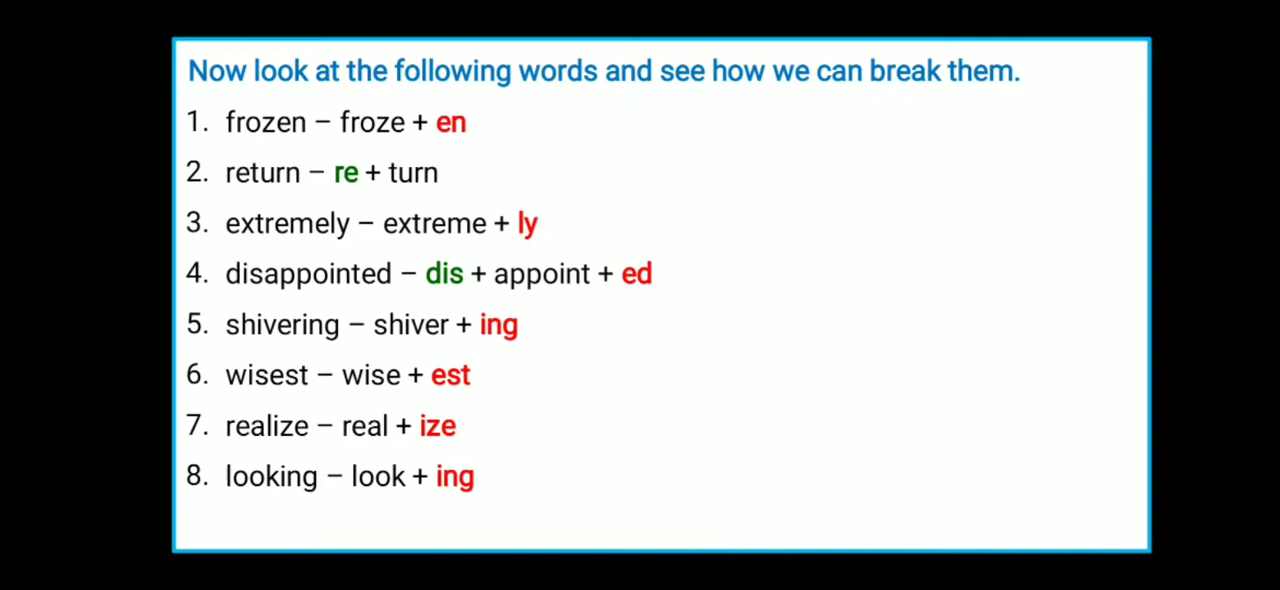 Now look at the following words and see how we can break them.
1. frozen – froze + en
2. return – re + turn
3. extremely – extreme + ly
4. disappointed – dis + appoint + ed
5. shivering – shiver + ing
6. wisest – wise + est
7. realize – real + ize
8. looking – look + ing